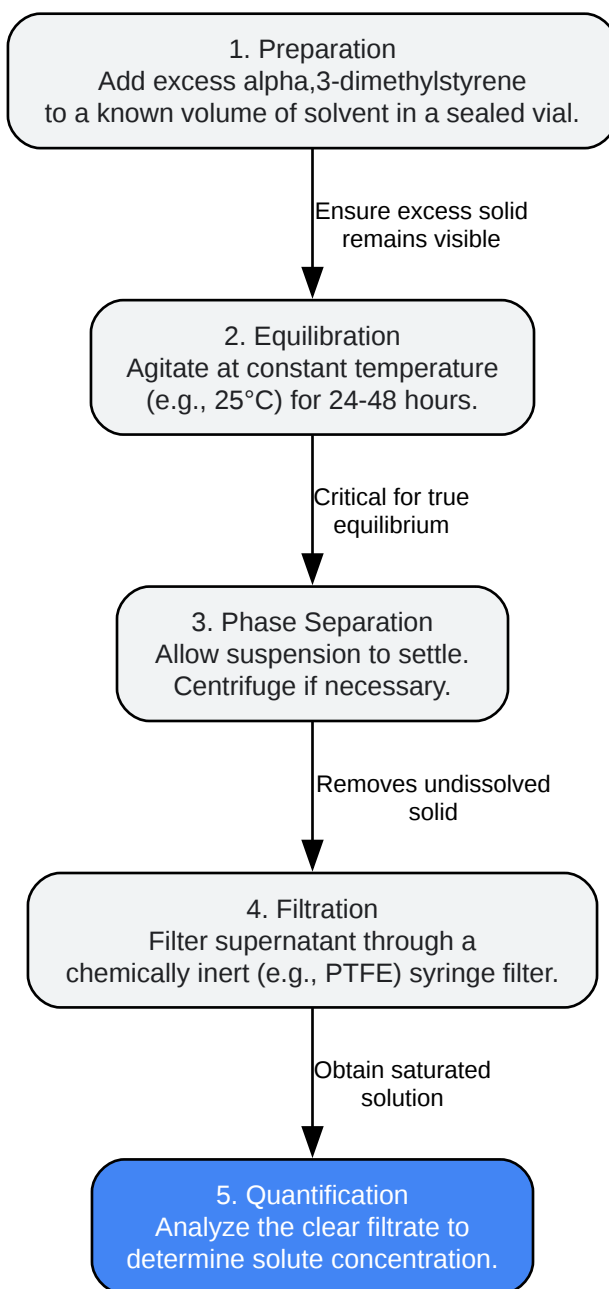 1. Preparation
Add excess alpha,3-dimethylstyrene
to a known volume of solvent in a sealed vial.
Ensure excess solid
remains visible
2. Equilibration
Agitate at constant temperature
(e.g., 25°C) for 24-48 hours.
Critical for true
equilibrium
3. Phase Separation
Allow suspension to settle.
Centrifuge if necessary.
Removes undissolved
solid
4. Filtration
Filter supernatant through a
chemically inert (e.g., PTFE) syringe filter.
Obtain saturated
solution
5. Quantification
Analyze the clear filtrate to
determine solute concentration.